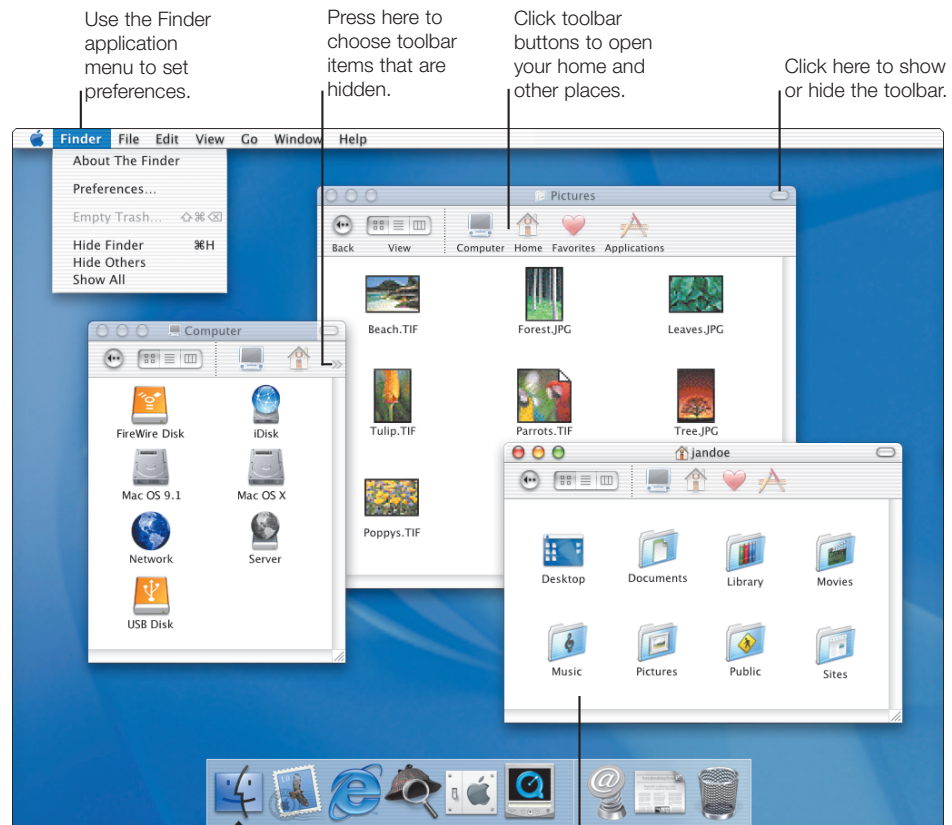 Use the Finder
application
menu to set
preferences.
Press here to
choose toolbar
items that are
hidden.
Click toolbar
buttons to open
your home and
other places.
Click here to show
or hide the toolbar.
Finder File Edit View Go Window Help
About The Finder
Preferences...
Empty Trash... ⇧⌘⌫
Hide Finder ⌘H
Hide Others
Show All
Pictures
Back View Computer Home Favorites Applications
Beach.TIF Forest.JPG Leaves.JPG
Tulip.TIF Parrots.TIF Tree.JPG
Poppys.TIF
Computer
FireWire Disk iDisk
Mac OS 9.1 Mac OS X
Network Server
USB Disk
jandoe
Desktop Documents Library Movies
Music Pictures Public Sites